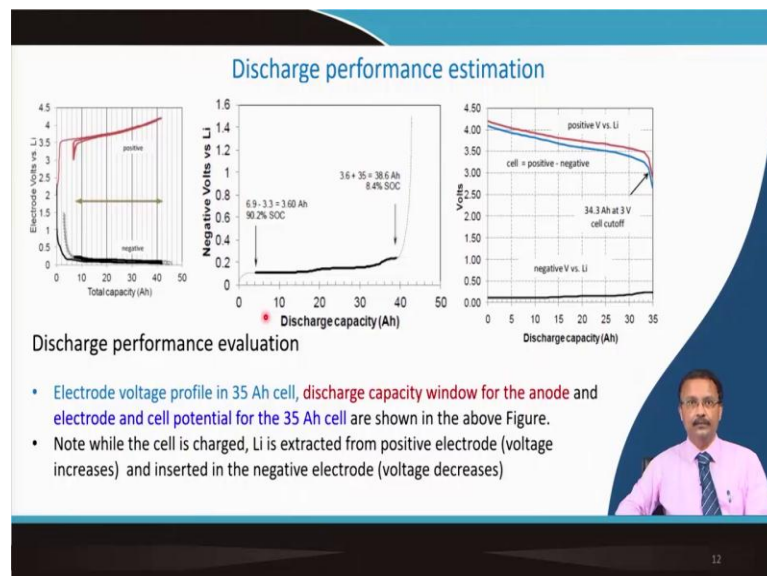 Discharge performance estimation
Electrode Volts vs. Li
4.5
4
3.5
3
2.5
2
1.5
1
0.5
0
positive
negative
0 10 20 30 40 50
Total capacity (Ah)
Negative Volts vs Li
1.6
1.4
1.2
1
0.8
0.6
0.4
0.2
0
6.9 - 3.3 = 3.60 Ah
90.2% SOC
3.6 + 35 = 38.6 Ah
8.4% SOC
0 10 20 30 40 50
Discharge capacity (Ah)
Volts
4.50
4.00
3.50
3.00
2.50
2.00
1.50
1.00
0.50
0.00
positive V vs. Li
cell = positive - negative
34.3 Ah at 3 V
cell cutoff
negative V vs. Li
0 5 10 15 20 25 30 35
Discharge capacity (Ah)
Discharge performance evaluation
• Electrode voltage profile in 35 Ah cell, discharge capacity window for the anode and
electrode and cell potential for the 35 Ah cell are shown in the above Figure.
• Note while the cell is charged, Li is extracted from positive electrode (voltage
increases) and inserted in the negative electrode (voltage decreases)
12